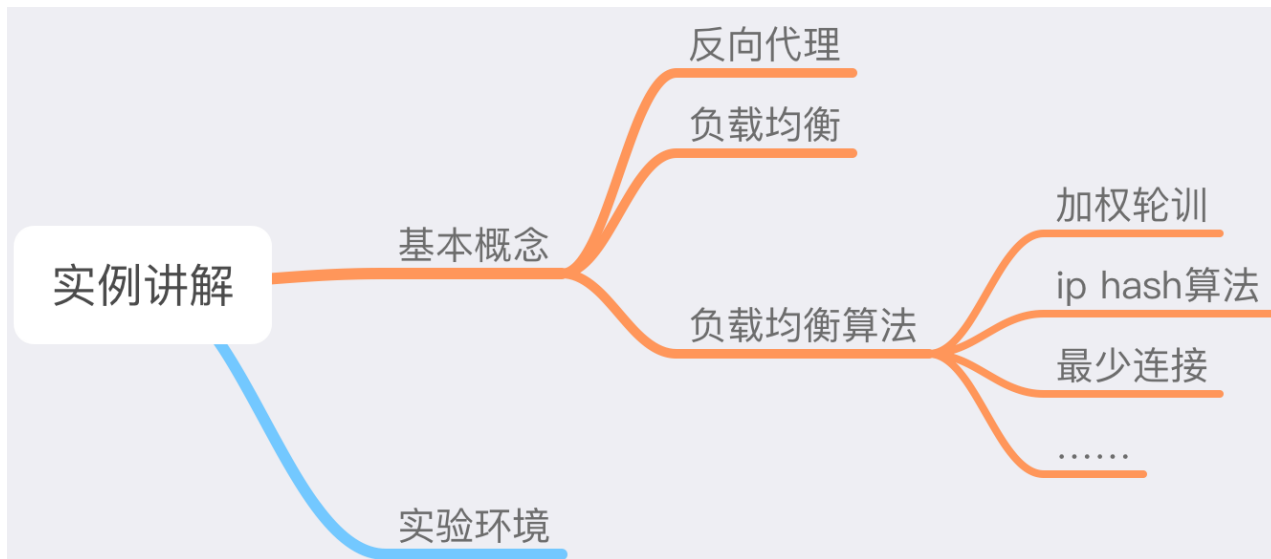 反向代理
负载均衡
加权轮训
基本概念
ip hash算法
实例讲解
负载均衡算法
最少连接
……
实验环境